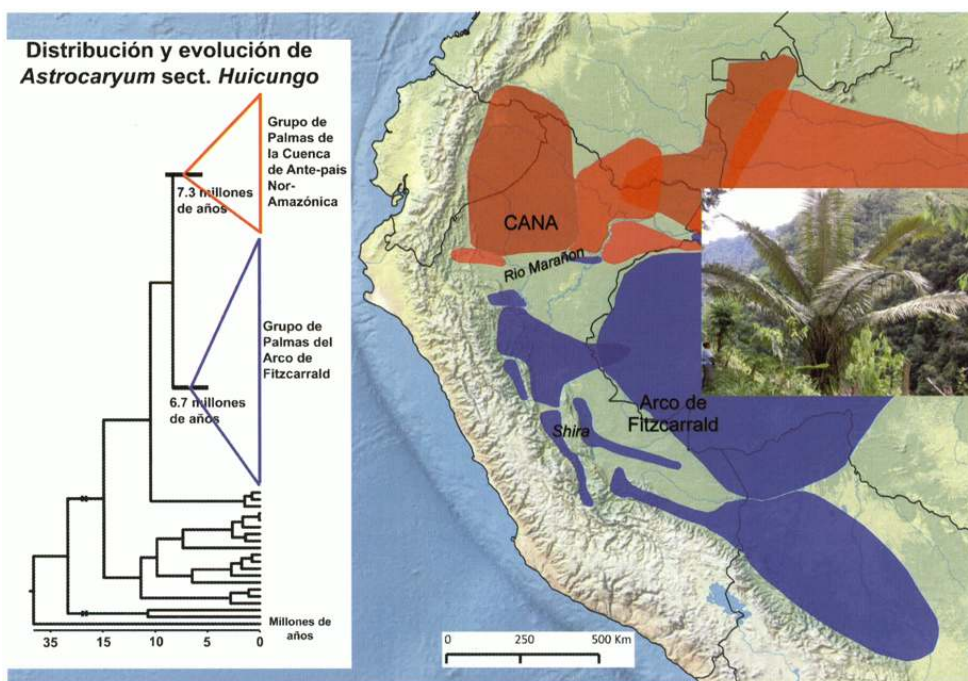 Distribución y evolución de
Astrocaryum sect. Huicungo
Grupo de
Palmas de
la Cuenca
de Ante-pais
Nor-
Amazónica
7.3 millones
de años
Grupo de
Palmas del
Arco de
Fitzcarrald
6.7 millones
de años
Millones de
años
35 15 10 5 0
CANA
Rio Marañon
Shira
Arco de
Fitzcarrald
0 250 500 Km